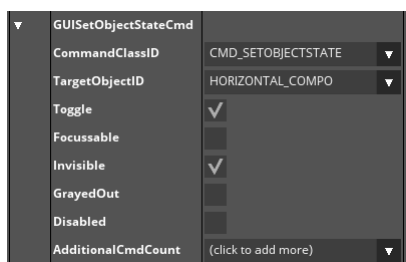 GUISetObjectStateCmd
CommandClassID CMD_SETOBJECTSTATE
TargetObjectID HORIZONTAL_COMPO
Toggle
Focussable
Invisible
GrayedOut
Disabled
AdditionalCmdCount (click to add more)